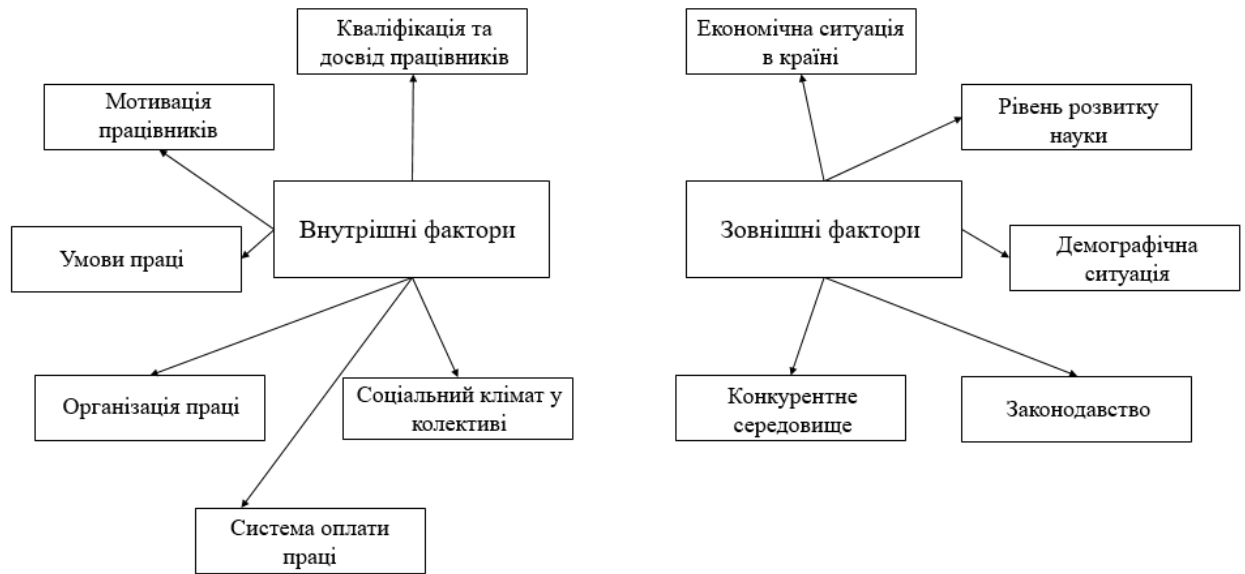 Кваліфікація та
досвід працівників
Економічна ситуація
в країні
Мотивація
працівників
Рівень розвитку
науки
Внутрішні фактори
Зовнішні фактори
Умови праці
Демографічна
ситуація
Організація праці
Соціальний клімат у
колективі
Конкурентне
середовище
Законодавство
Система оплати
праці